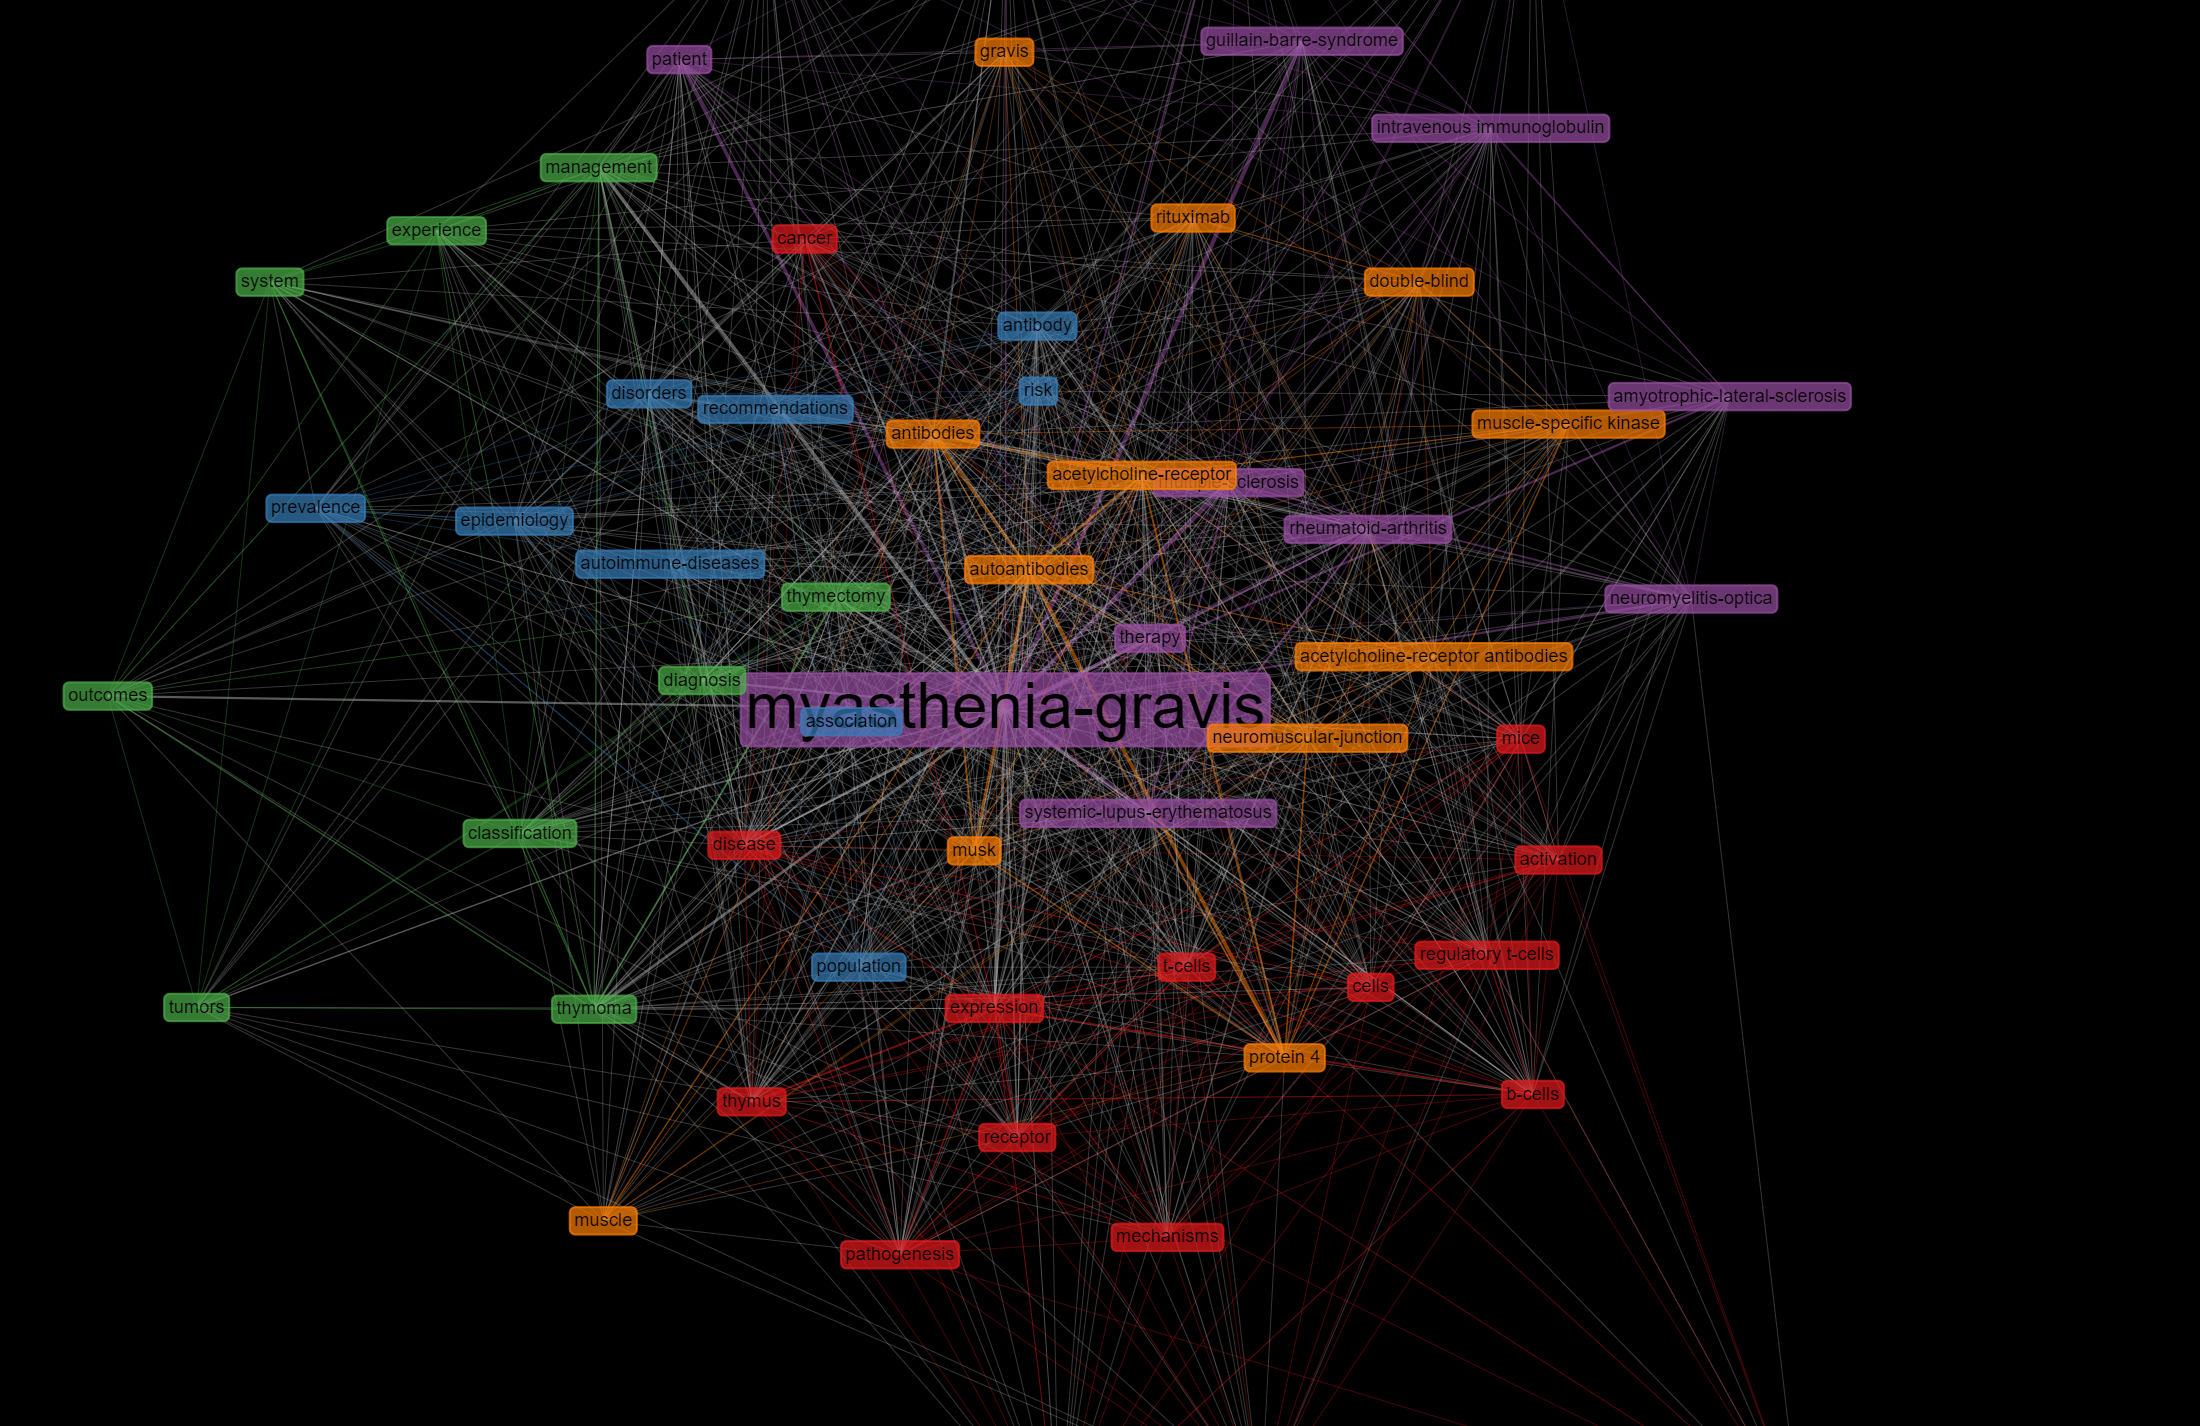 guillain-barre-syndrome
gravis
patient
intravenous immunoglobulin
management
rituximab
experience
cancer
system
double-blind
antibody
risk
disorders
amyotrophic-lateral-sclerosis
recommendations
muscle-specific kinase
antibodies
acetylcholine-receptor
sclerosis
prevalence
epidemiology
rheumatoid-arthritis
autoimmune-diseases
autoantibodies
thymectomy
neuromyelitis-optica
therapy
acetylcholine-receptor antibodies
diagnosis
outcomes
myasthenia-gravis
association
neuromuscular-junction
mice
systemic-lupus-erythematosus
classification
disease
musk
activation
regulatory t-cells
population
t-cells
cells
tumors
thymoma
expression
protein 4
b-cells
thymus
receptor
muscle
mechanisms
pathogenesis